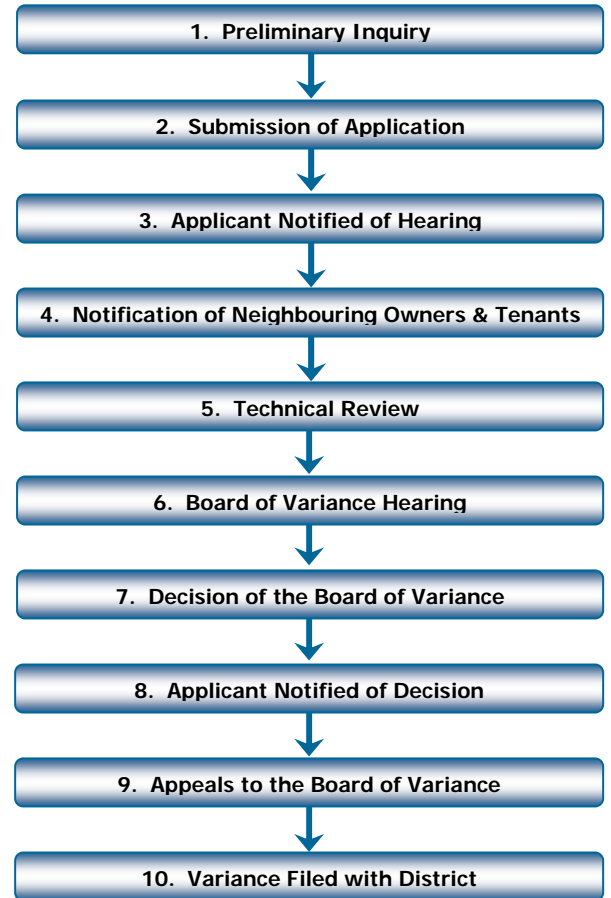 1. Preliminary Inquiry
2. Submission of Application
3. Applicant Notified of Hearing
4. Notification of Neighbouring Owners & Tenants
5. Technical Review
6. Board of Variance Hearing
7. Decision of the Board of Variance
8. Applicant Notified of Decision
9. Appeals to the Board of Variance
10. Variance Filed with District